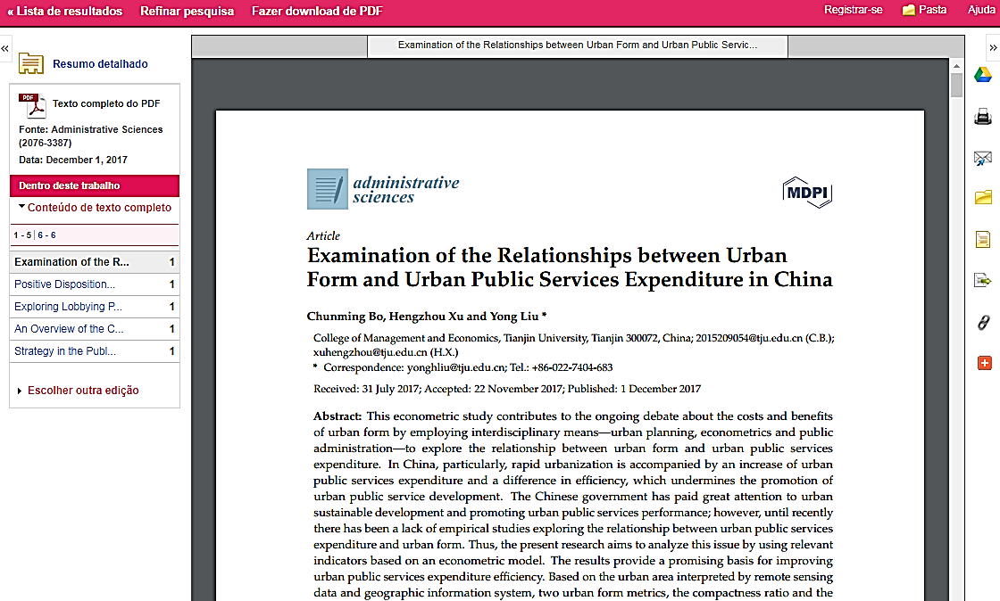 « Lista de resultados Refinar pesquisa Fazer download de PDF Registrar-se Pasta Ajuda
« Examination of the Relationships between Urban Form and Urban Public Servic... »
Resumo detalhado
PDF Texto completo do PDF
Fonte: Administrative Sciences
(2076-3387)
Data: December 1, 2017
Dentro deste trabalho
Conteúdo de texto completo
1 - 5 | 6 - 6
Examination of the R... 1
Positive Disposition... 1
Exploring Lobbying P... 1
An Overview of the C... 1
Strategy in the Publ... 1
Escolher outra edição
administrative
sciences
MDPI
Article
Examination of the Relationships between Urban
Form and Urban Public Services Expenditure in China
Chunming Bo, Hengzhou Xu and Yong Liu *
College of Management and Economics, Tianjin University, Tianjin 300072, China; 2015209054@tju.edu.cn (C.B.);
xuhengzhou@tju.edu.cn (H.X.)
* Correspondence: yonghliu@tju.edu.cn; Tel.: +86-022-7404-683
Received: 31 July 2017; Accepted: 22 November 2017; Published: 1 December 2017
Abstract: This econometric study contributes to the ongoing debate about the costs and benefits
of urban form by employing interdisciplinary means—urban planning, econometrics and public
administration—to explore the relationship between urban form and urban public services
expenditure. In China, particularly, rapid urbanization is accompanied by an increase of urban
public services expenditure and a difference in efficiency, which undermines the promotion of
urban public service development. The Chinese government has paid great attention to urban
sustainable development and promoting urban public services performance; however, until recently
there has been a lack of empirical studies exploring the relationship between urban public services
expenditure and urban form. Thus, the present research aims to analyze this issue by using relevant
indicators based on an econometric model. The results provide a promising basis for improving
urban public services expenditure efficiency. Based on the urban area interpreted by remote sensing
data and geographic information system, two urban form metrics, the compactness ratio and the